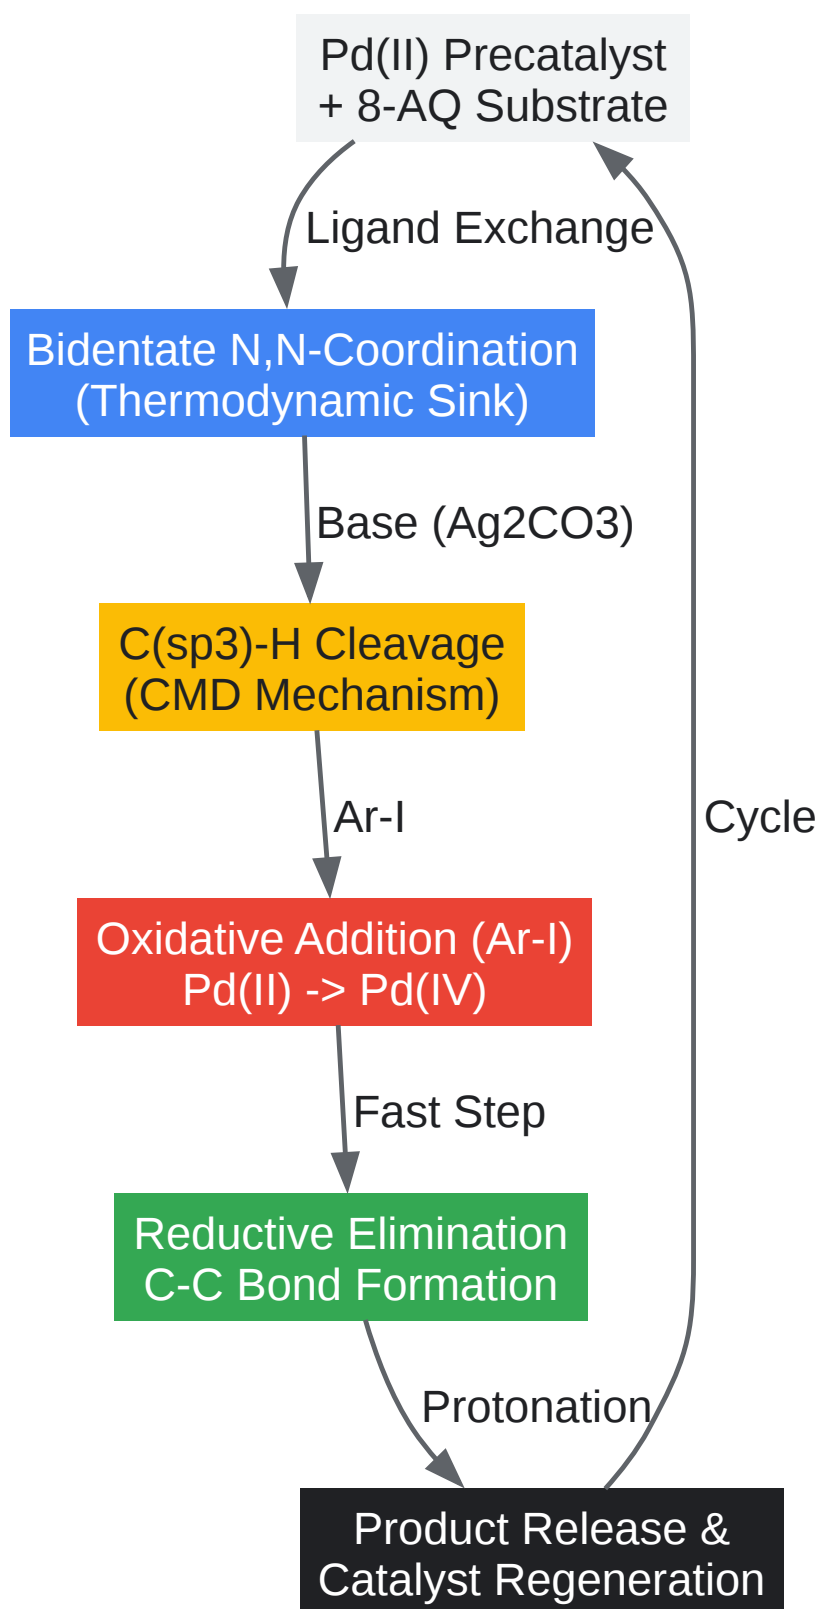 Pd(II) Precatalyst
+ 8-AQ Substrate
Ligand Exchange
Bidentate N,N-Coordination
(Thermodynamic Sink)
Base (Ag2CO3)
C(sp3)-H Cleavage
(CMD Mechanism)
Ar-I
Cycle
Oxidative Addition (Ar-I)
Pd(II) -> Pd(IV)
Fast Step
Reductive Elimination
C-C Bond Formation
Protonation
Product Release &
Catalyst Regeneration